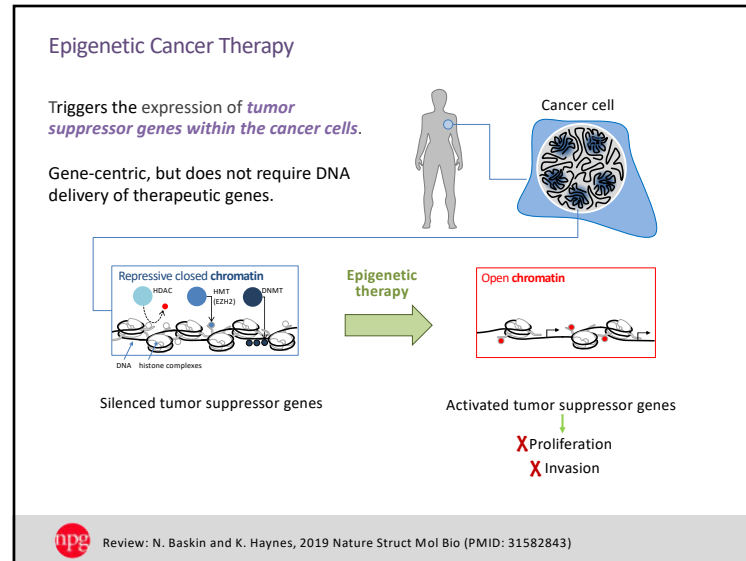 Epigenetic Cancer Therapy
Triggers the expression of tumor
suppressor genes within the cancer cells.
Gene-centric, but does not require DNA
delivery of therapeutic genes.
Cancer cell
Repressive closed chromatin
HDAC
HMT
(EZH2)
DNMT
DNA
histone complexes
Silenced tumor suppressor genes
Epigenetic
therapy
Open chromatin
Activated tumor suppressor genes
X Proliferation
X Invasion
npg
Review: N. Baskin and K. Haynes, 2019 Nature Struct Mol Bio (PMID: 31582843)